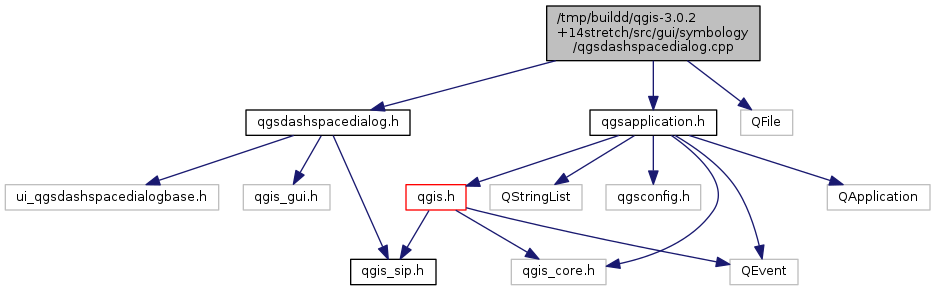 /tmp/buildd/qgis-3.0.2
+14stretch/src/gui/symbology
/qgsdashspacedialog.cpp
qgsdashspacedialog.h
qgsapplication.h
QFile
ui_qgsdashspacedialogbase.h
qgis_gui.h
qgis.h
QStringList
qgsconfig.h
QApplication
qgis_sip.h
qgis_core.h
QEvent